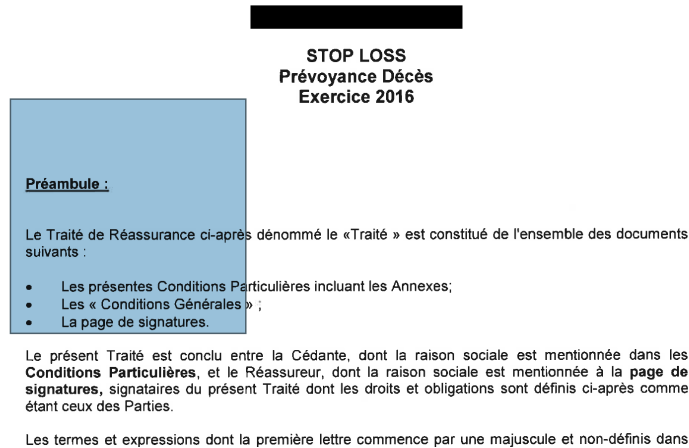 STOP LOSS
Prévoyance Décès
Exercice 2016
Préambule :
Le Traité de Réassurance ci-après dénommé le «Traité » est constitué de l'ensemble des documents
suivants :
• Les présentes Conditions Particulières incluant les Annexes;
• Les « Conditions Générales » ;
• La page de signatures.
Le présent Traité est conclu entre la Cédante, dont la raison sociale est mentionnée dans les
Conditions Particulières, et le Réassureur, dont la raison sociale est mentionnée à la page de
signatures, signataires du présent Traité dont les droits et obligations sont définis ci-après comme
étant ceux des Parties.
Les termes et expressions dont la première lettre commence par une majuscule et non-définis dans